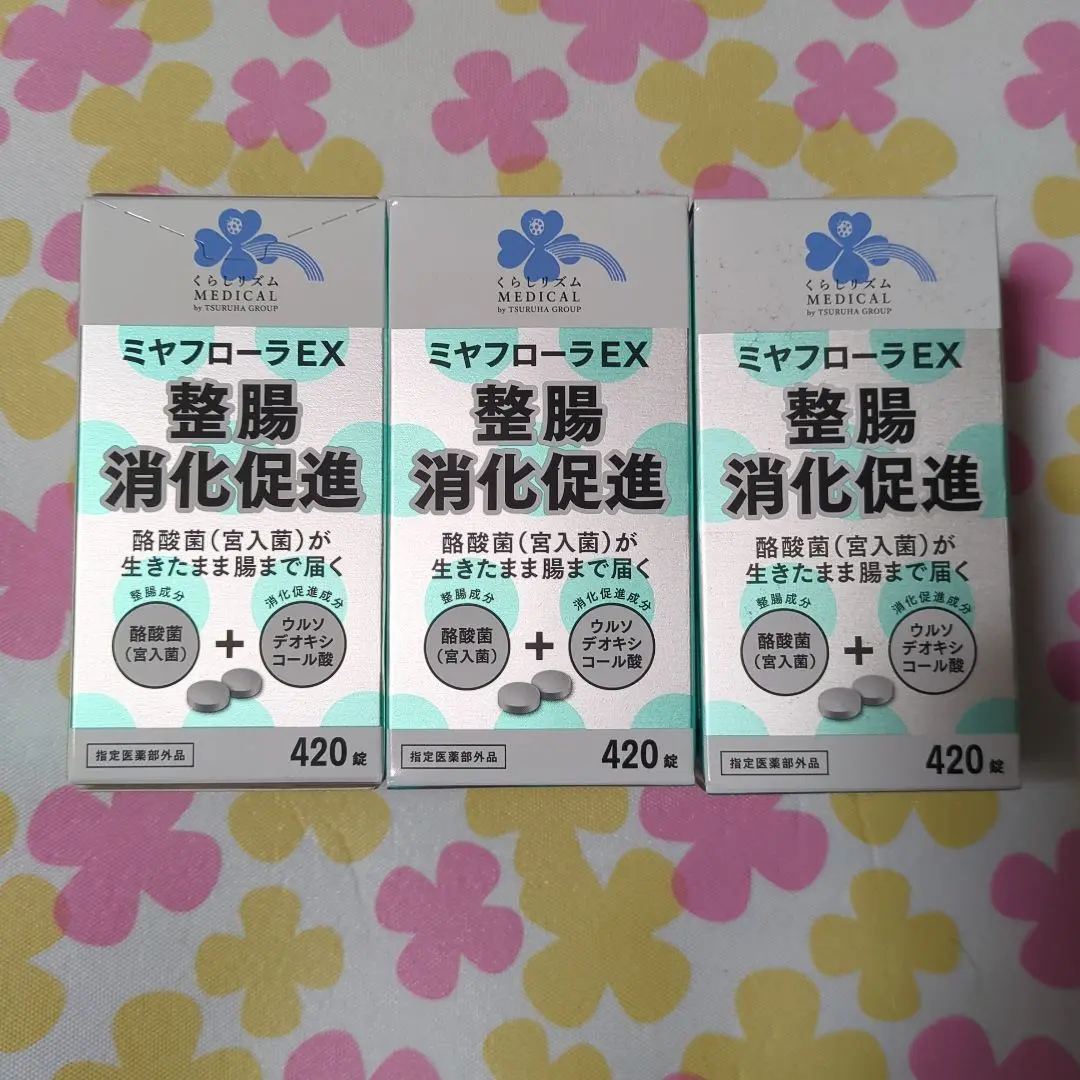 くらしリズム
MEDICAL
by TSURUHA GROUP
ミヤフローラEX
整腸
消化促進
酪酸菌(宮入菌)が
生きたまま腸まで届く
整腸成分
酪酸菌
(宮入菌)
+
消化促進成分
ウルソ
デオキシ
コール酸
指定医薬部外品
420錠
くらしリズム
MEDICAL
by TSURUHA GROUP
ミヤフローラEX
整腸
消化促進
酪酸菌(宮入菌)が
生きたまま腸まで届く
整腸成分
酪酸菌
(宮入菌)
+
消化促進成分
ウルソ
デオキシ
コール酸
指定医薬部外品
420錠
くらしリズム
MEDICAL
by TSURUHA GROUP
ミヤフローラEX
整腸
消化促進
酪酸菌(宮入菌)が
生きたまま腸まで届く
整腸成分
酪酸菌
(宮入菌)
+
消化促進成分
ウルソ
デオキシ
コール酸
指定医薬部外品
420錠